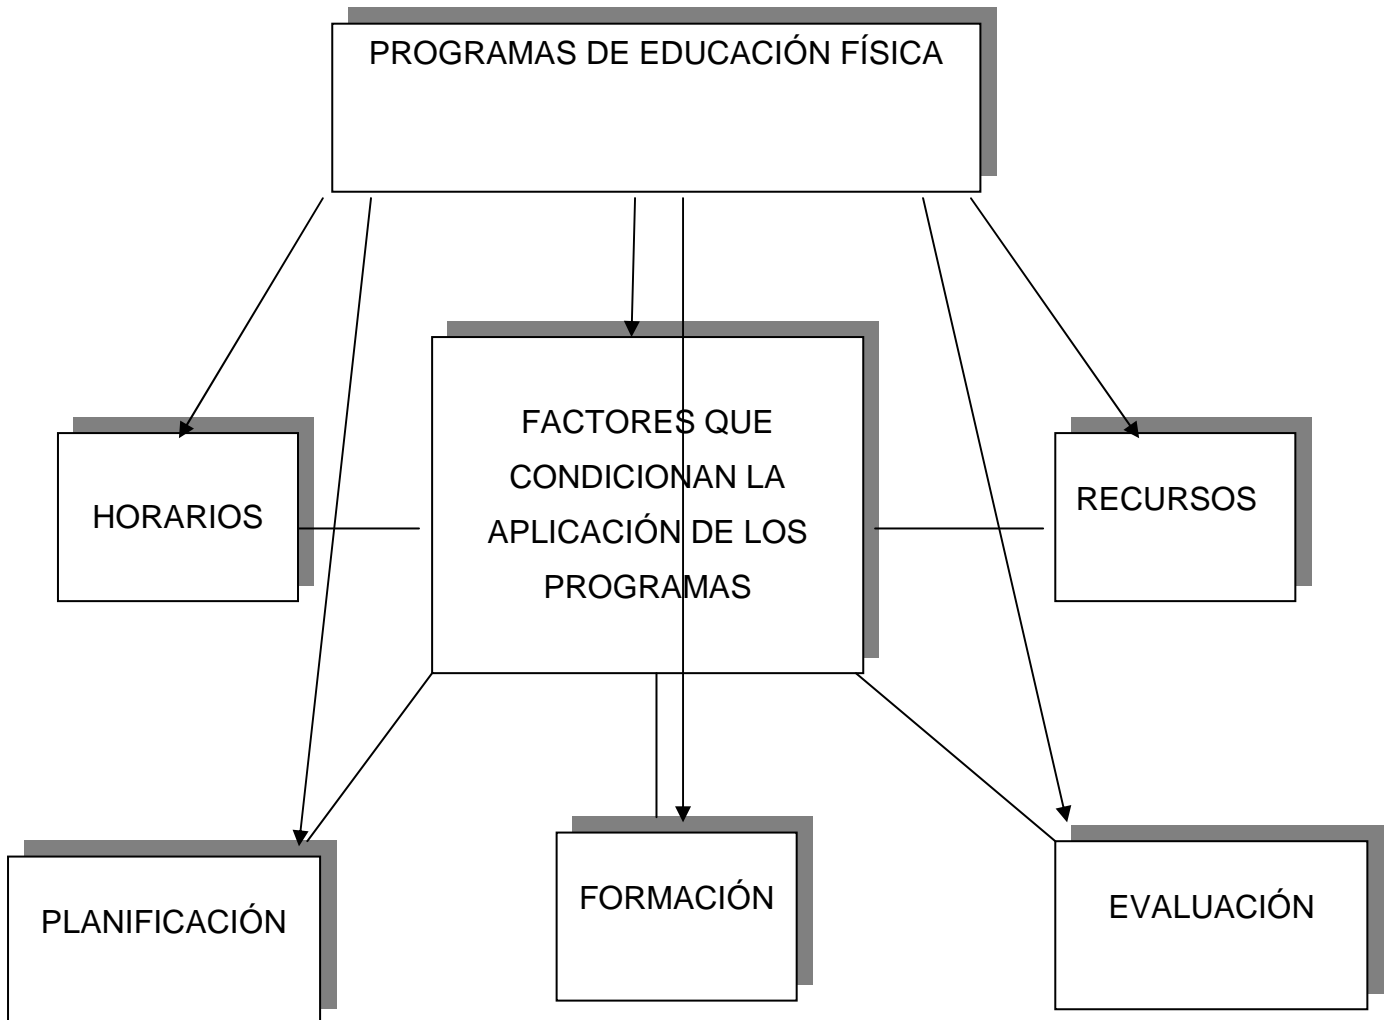 PROGRAMAS DE EDUCACIÓN FÍSICA
FACTORES QUE
CONDICIONAN LA
APLICACIÓN DE LOS
PROGRAMAS
HORARIOS
RECURSOS
PLANIFICACIÓN
FORMACIÓN
EVALUACIÓN